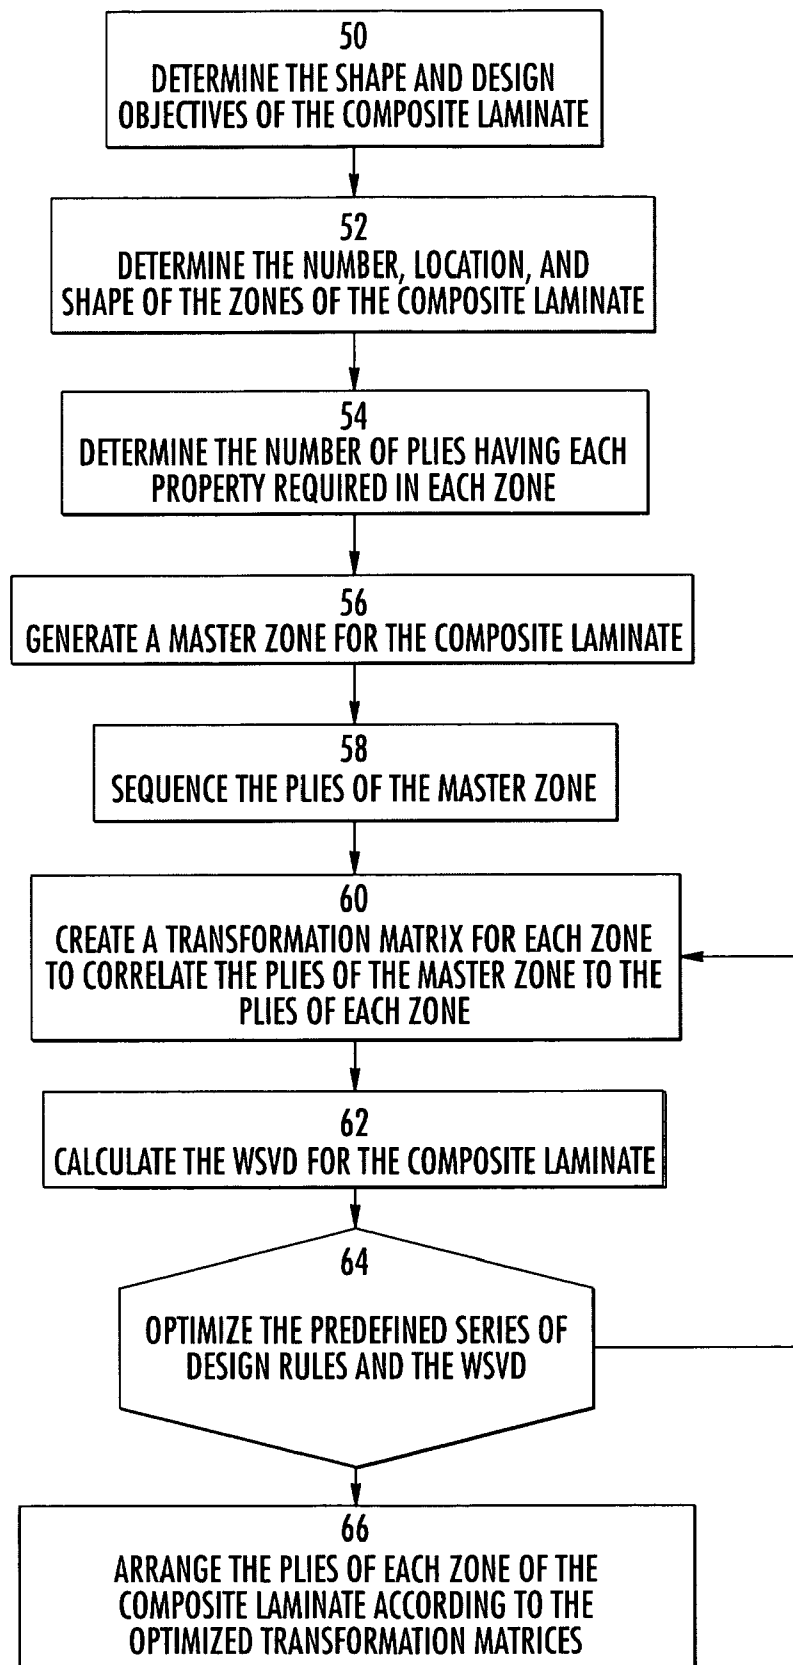 50
DETERMINE THE SHAPE AND DESIGN
OBJECTIVES OF THE COMPOSITE LAMINATE
52
DETERMINE THE NUMBER, LOCATION, AND
SHAPE OF THE ZONES OF THE COMPOSITE LAMINATE
54
DETERMINE THE NUMBER OF PLIES HAVING EACH
PROPERTY REQUIRED IN EACH ZONE
56
GENERATE A MASTER ZONE FOR THE COMPOSITE LAMINATE
58
SEQUENCE THE PLIES OF THE MASTER ZONE
60
CREATE A TRANSFORMATION MATRIX FOR EACH ZONE
TO CORRELATE THE PLIES OF THE MASTER ZONE TO THE
PLIES OF EACH ZONE
62
CALCULATE THE WSVD FOR THE COMPOSITE LAMINATE
64
OPTIMIZE THE PREDEFINED SERIES OF
DESIGN RULES AND THE WSVD
66
ARRANGE THE PLIES OF EACH ZONE OF THE
COMPOSITE LAMINATE ACCORDING TO THE
OPTIMIZED TRANSFORMATION MATRICES